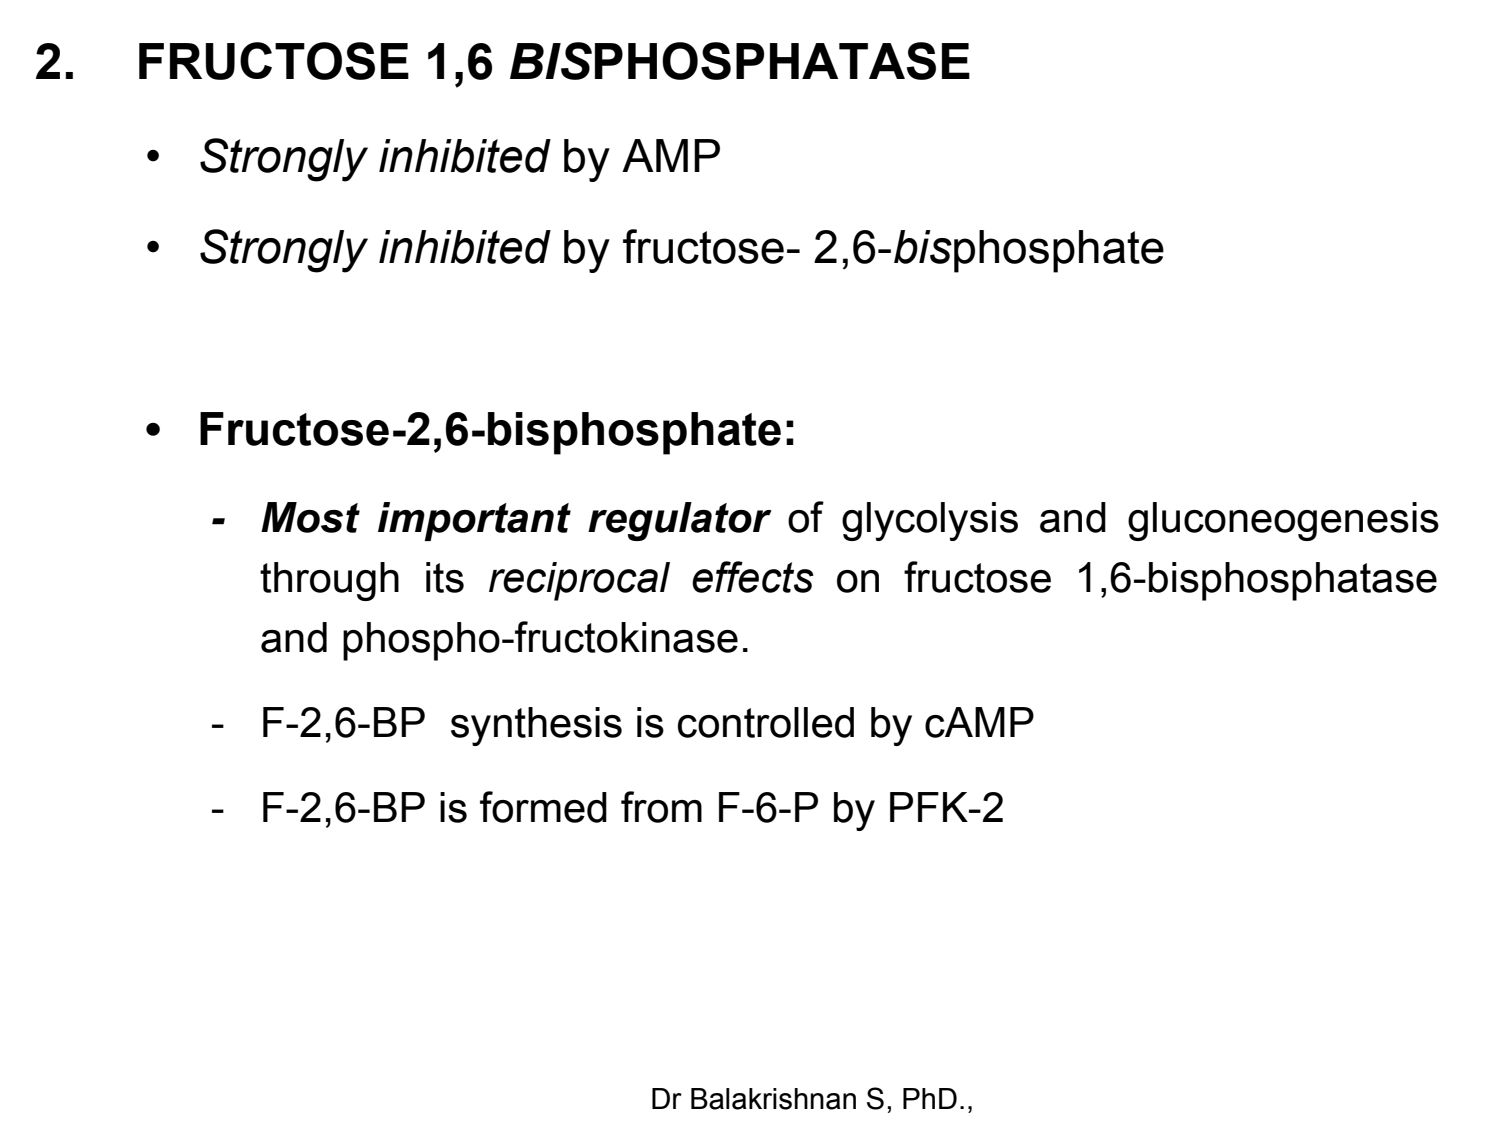 2. FRUCTOSE 1,6 BISPHOSPHATASE
• Strongly inhibited by AMP
• Strongly inhibited by fructose- 2,6-bisphosphate
• Fructose-2,6-bisphosphate:
- Most important regulator of glycolysis and gluconeogenesis
through its reciprocal effects on fructose 1,6-bisphosphatase
and phospho-fructokinase.
- F-2,6-BP  synthesis is controlled by cAMP
- F-2,6-BP is formed from F-6-P by PFK-2
Dr Balakrishnan S, PhD.,